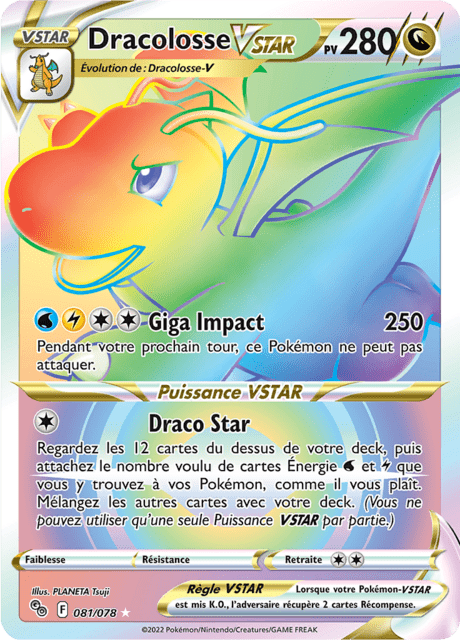 VSTAR Dracolosse VSTAR PV 280
Évolution de : Dracolosse-V
Giga Impact 250
Pendant votre prochain tour, ce Pokémon ne peut pas
attaquer.
Puissance VSTAR
Draco Star
Regardez les 12 cartes du dessus de votre deck, puis
attachez le nombre voulu de cartes Énergie et que
vous y trouvez à vos Pokémon, comme il vous plaît.
Mélangez les autres cartes avec votre deck. (Vous ne
pouvez utiliser qu'une seule Puissance VSTAR par partie.)
Faiblesse Résistance Retraite
Illus. PLANETA Tsuji
Règle VSTAR Lorsque votre Pokémon-VSTAR
est mis K.O., l'adversaire récupère 2 cartes Récompense.
GO F 081/078
©2022 Pokémon/Nintendo/Creatures/GAME FREAK